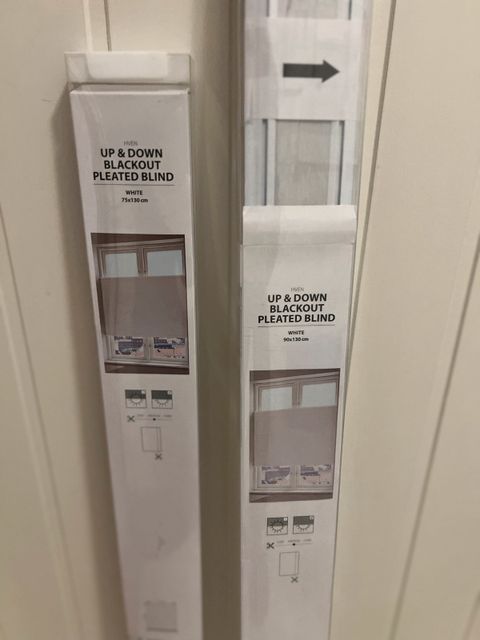 HVEN
UP & DOWN
BLACKOUT
PLEATED BLIND
WHITE
75x130 cm
HVEN
UP & DOWN
BLACKOUT
PLEATED BLIND
WHITE
90x130 cm